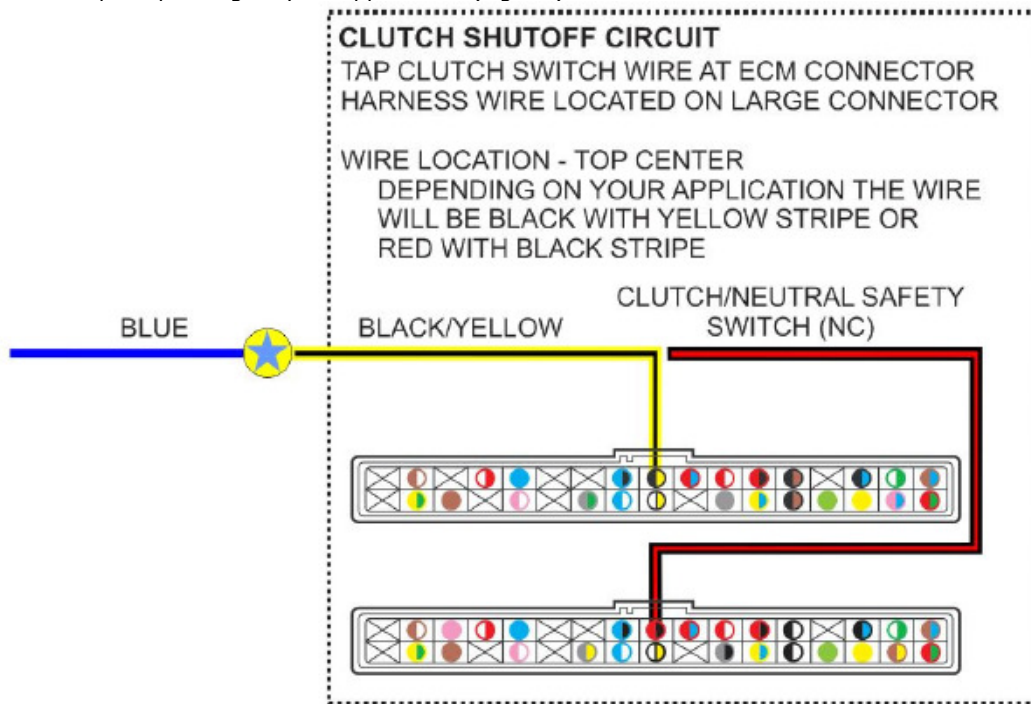 CLUTCH SHUTOFF CIRCUIT
TAP CLUTCH SWITCH WIRE AT ECM CONNECTOR
HARNESS WIRE LOCATED ON LARGE CONNECTOR
WIRE LOCATION - TOP CENTER
DEPENDING ON YOUR APPLICATION THE WIRE
WILL BE BLACK WITH YELLOW STRIPE OR
RED WITH BLACK STRIPE
CLUTCH/NEUTRAL SAFETY
SWITCH (NC)
BLUE
BLACK/YELLOW